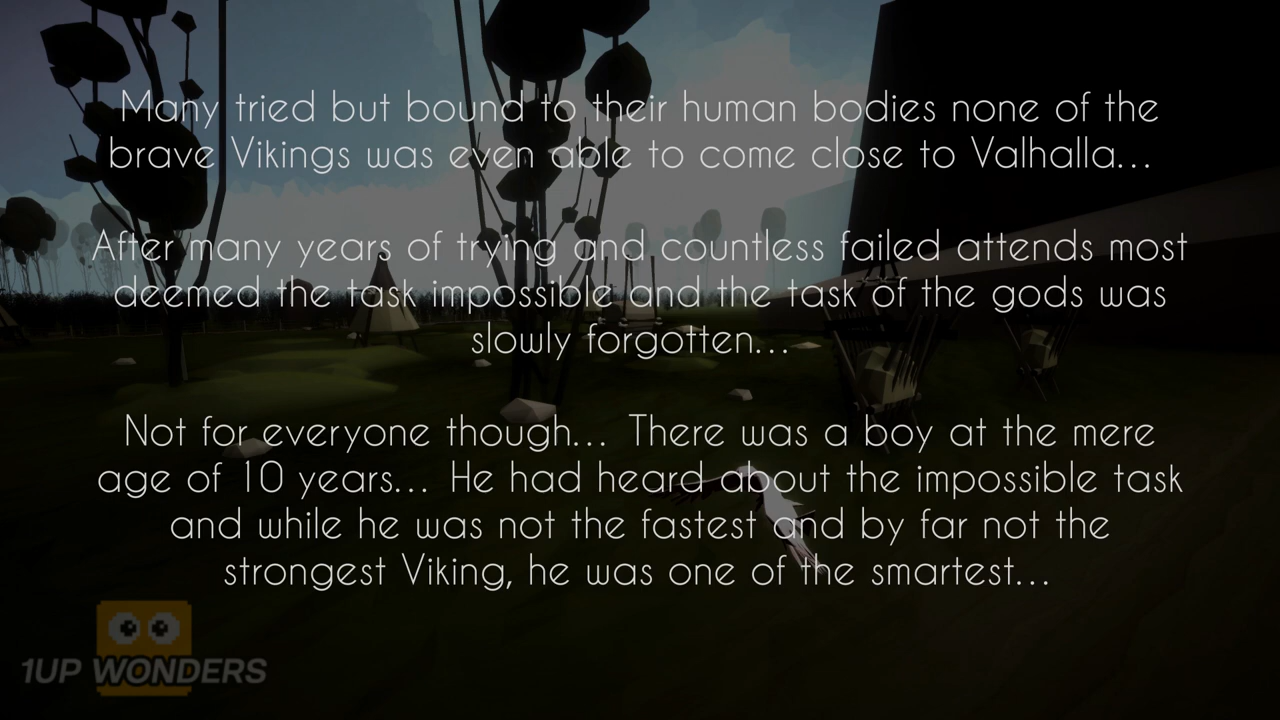 Many tried but bound to their human bodies none of the
brave Vikings was even able to come close to Valhalla...
After many years of trying and countless failed attends most
deemed the task impossible and the task of the gods was
slowly forgotten...
Not for everyone though... There was a boy at the mere
age of 10 years... He had heard about the impossible task
and while he was not the fastest and by far not the
strongest Viking, he was one of the smartest...
1UP WONDERS